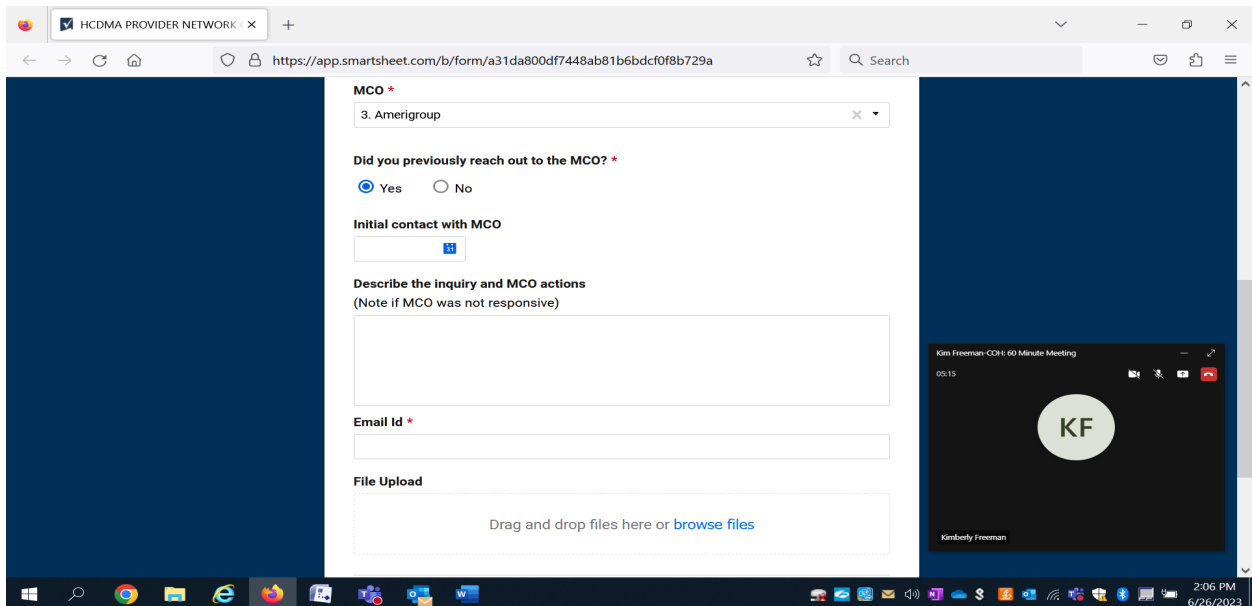 HCDMA PROVIDER NETWORK
https://app.smartsheet.com/b/form/a31da800df7448ab81b6bdcf0f8b729a
Search
MCO *
3. Amerigroup
Did you previously reach out to the MCO? *
Yes No
Initial contact with MCO
31
Describe the inquiry and MCO actions
(Note if MCO was not responsive)
Email Id *
File Upload
Drag and drop files here or browse files
Kim Freeman-COH: 60 Minute Meeting
05:15
KF
Kimberly Freeman
2:06 PM
6/26/2023